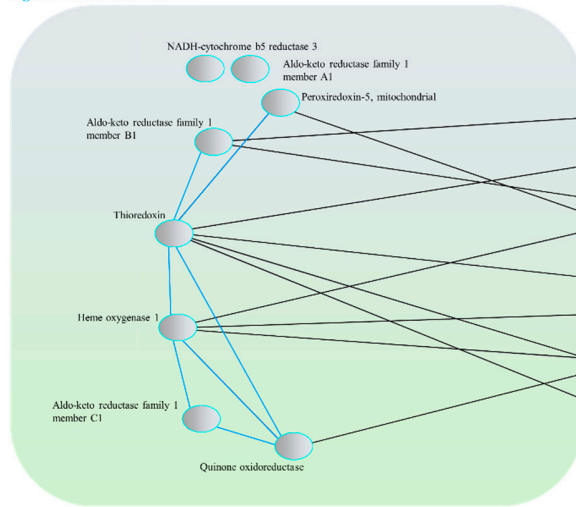 NADH-cytochrome b5 reductase 3
Aldo-keto reductase family 1
member A1
Peroxiredoxin-5, mitochondrial
Aldo-keto reductase family 1
member B1
Thioredoxin
Heme oxygenase 1
Aldo-keto reductase family 1
member C1
Quinone oxidoreductase